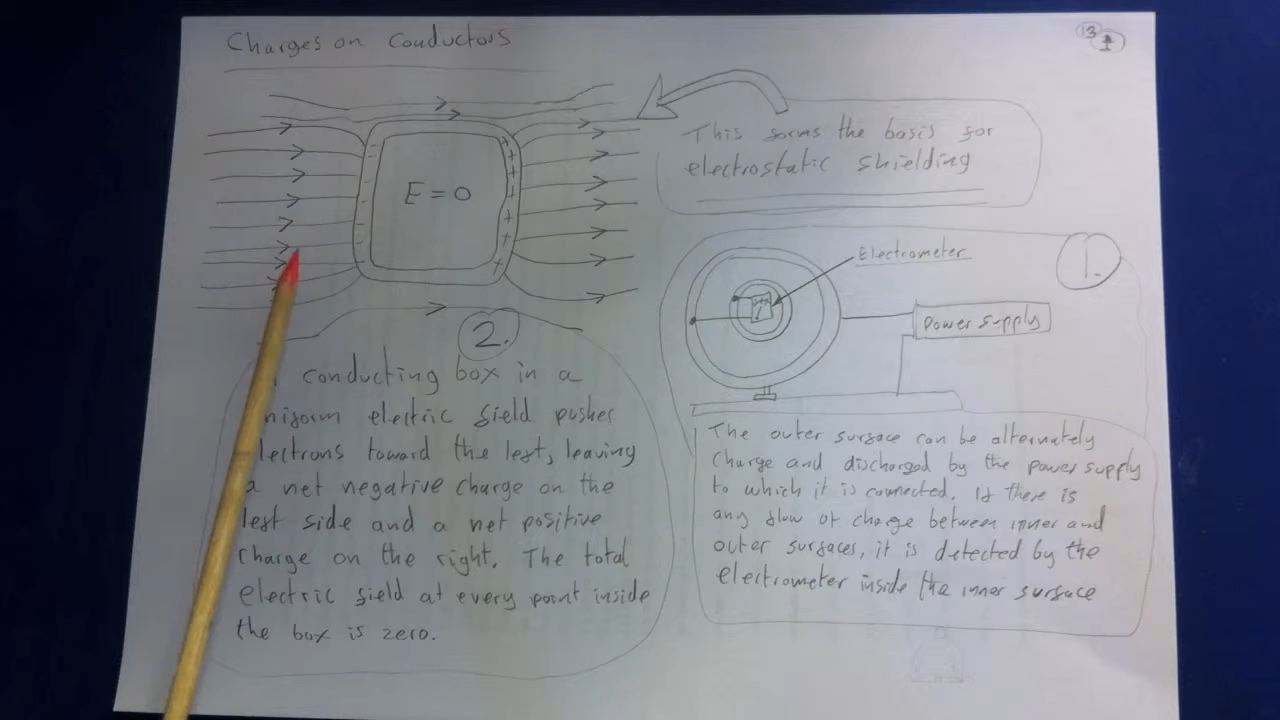 Charges on Conductors
13
E = 0
This forms the basis for
electrostatic shielding
1.
Electrometer
Power supply
2.
conducting box in a
niform electric field pushes
lectrons toward the left, leaving
a net negative charge on the
left side and a net positive
charge on the right. The total
electric field at every point inside
the box is zero.
The outer surface can be alternately
charge and discharged by the power supply
to which it is connected. If there is
any flow of charge between inner and
outer surfaces, it is detected by the
electrometer inside the inner surface